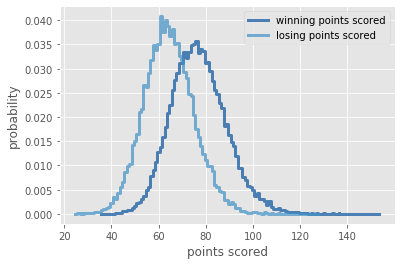 winning points scored
losing points scored
0.040
0.035
0.030
0.025
0.020
0.015
0.010
0.005
0.000
probability
20 40 60 80 100 120 140
points scored